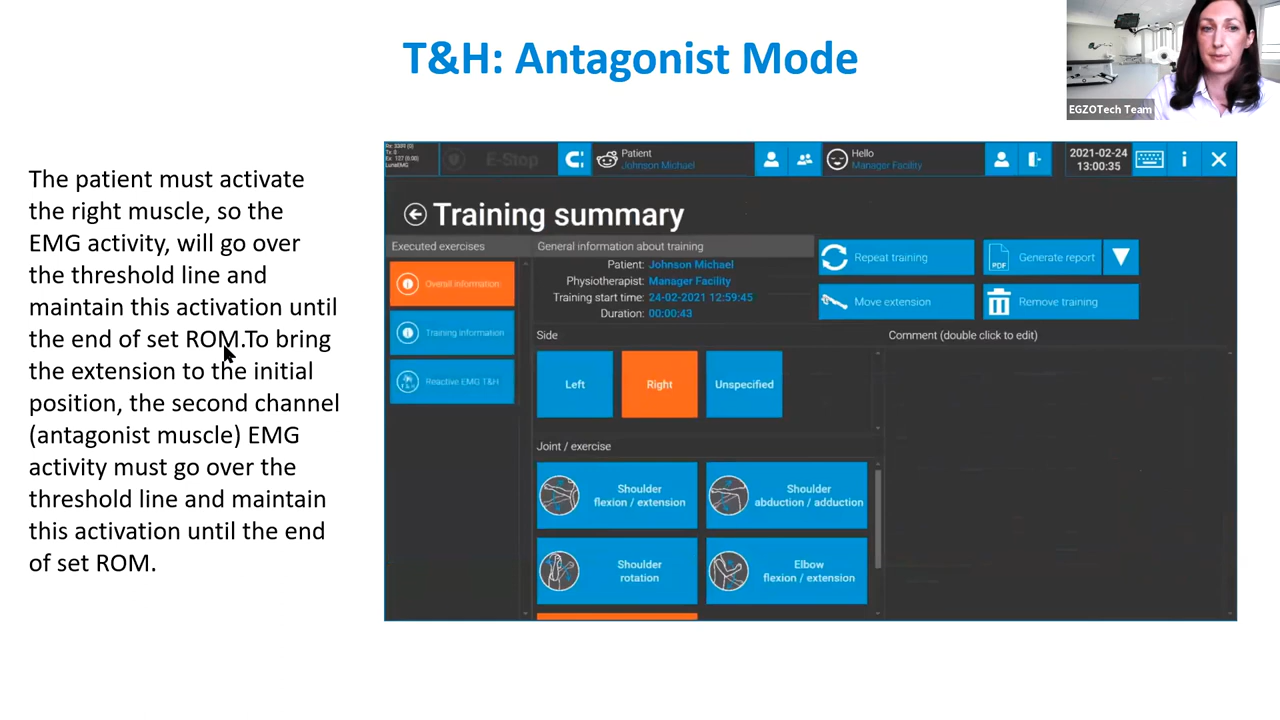 T&H: Antagonist Mode
EGZOTech Team
The patient must activate
the right muscle, so the
EMG activity, will go over
the threshold line and
maintain this activation until
the end of set ROM.To bring
the extension to the initial
position, the second channel
(antagonist muscle) EMG
activity must go over the
threshold line and maintain
this activation until the end
of set ROM.
E-Stop
Patient
Johnson Michael
Hello
Manager Facility
2021-02-24
13:00:35
Training summary
Executed exercises
Overall information
Training information
Reactive EMG T&H
General information about training
Patient: Johnson Michael
Physiotherapist: Manager Facility
Training start time: 24-02-2021 12:59:45
Duration: 00:00:43
Repeat training
PDF Generate report
Move extension
Remove training
Side
Left
Right
Unspecified
Comment (double click to edit)
Joint / exercise
Shoulder
flexion / extension
Shoulder
abduction / adduction
Shoulder
rotation
Elbow
flexion / extension